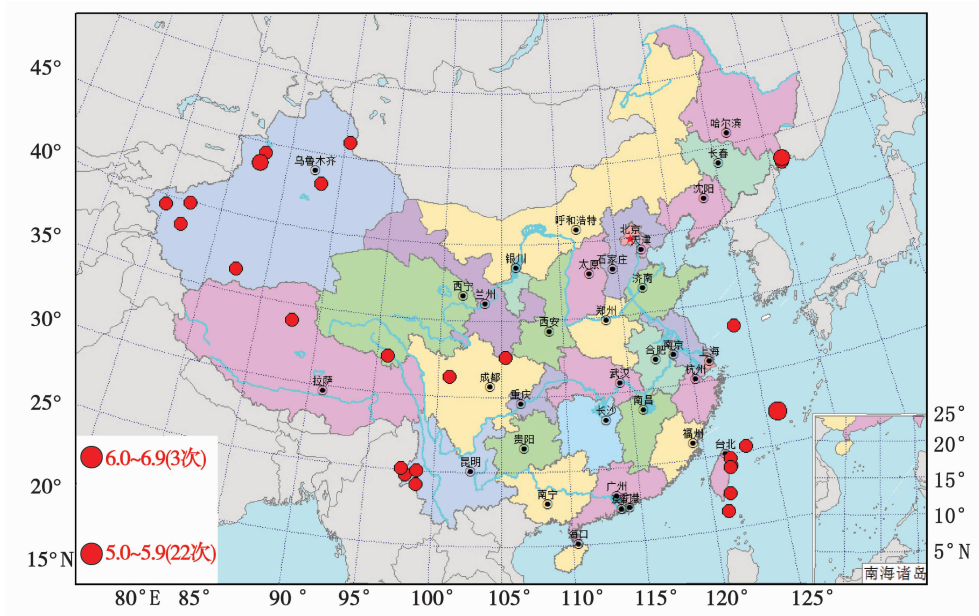 45°
40°
35°
30°
25°
20°
15°N
80°E
85°
90°
95°
100°
105°
110°
115°
120°
125°
哈尔滨
长春
沈阳
乌鲁木齐
呼和浩特
北京
天津
银川
太原
石家庄
济南
西宁
兰州
西安
郑州
合肥
南京
上海
杭州
拉萨
成都
重庆
武汉
长沙
南昌
贵阳
福州
台北
昆明
南宁
广州
海口
6.0~6.9(3次)
5.0~5.9(22次)
25°
20°
15°
10°
5°N
南海诸岛